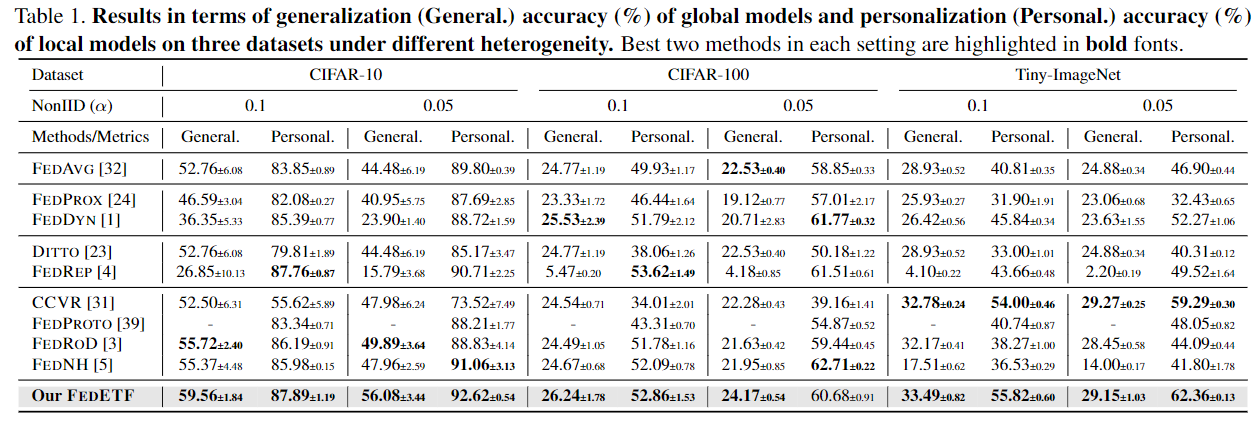 Table 1. Results in terms of generalization (General.) accuracy (%) of global models and personalization (Personal.) accuracy (%)
of local models on three datasets under different heterogeneity. Best two methods in each setting are highlighted in bold fonts.
Dataset CIFAR-10 CIFAR-100 Tiny-ImageNet
NonIID (α) 0.1 0.05 0.1 0.05 0.1 0.05
Methods/Metrics General. Personal. General. Personal. General. Personal. General. Personal. General. Personal. General. Personal.
FEDAVG [32] 52.76±6.08 83.85±0.89 44.48±6.19 89.80±0.39 24.77±1.19 49.93±1.17 22.53±0.40 58.85±0.33 28.93±0.52 40.81±0.35 24.88±0.34 46.90±0.44
FEDPROX [24] 46.59±3.04 82.08±0.27 40.95±5.75 87.69±2.85 23.33±1.72 46.44±1.64 19.12±0.77 57.01±2.17 25.93±0.27 31.90±1.91 23.06±0.68 32.43±0.65
FEDDYN [1] 36.35±5.33 85.39±0.77 23.90±1.40 88.72±1.59 25.53±2.39 51.79±2.12 20.71±2.83 61.77±0.32 26.42±0.56 45.84±0.34 23.63±1.55 52.27±1.06
DITTO [23] 52.76±6.08 79.81±1.89 44.48±6.19 85.17±3.47 24.77±1.19 38.06±1.26 22.53±0.40 50.18±1.22 28.93±0.52 33.00±1.01 24.88±0.34 40.31±0.12
FEDREP [4] 26.85±10.13 87.76±0.87 15.79±3.68 90.71±2.25 5.47±0.20 53.62±1.49 4.18±0.85 61.51±0.61 4.10±0.22 43.66±0.48 2.20±0.19 49.52±1.64
CCVR [31] 52.50±6.31 55.62±5.89 47.98±6.24 73.52±7.49 24.54±0.71 34.01±2.01 22.28±0.43 39.16±1.41 32.78±0.24 54.00±0.46 29.27±0.25 59.29±0.30
FEDPROTO [39] - 83.34±0.71 - 88.21±1.77 - 43.31±0.70 - 54.87±0.52 - 40.74±0.87 - 48.05±0.82
FEDROD [3] 55.72±2.40 86.19±0.91 49.89±3.64 88.83±4.14 24.49±1.05 51.78±1.16 21.63±0.42 59.44±0.45 32.17±0.41 38.27±1.00 28.45±0.58 44.09±0.44
FEDNH [5] 55.37±4.48 85.98±0.15 47.96±2.59 91.06±3.13 24.67±0.68 52.09±0.78 21.95±0.85 62.71±0.22 17.51±0.62 36.53±0.29 14.00±0.17 41.80±1.78
Our FEDETF 59.56±1.84 87.89±1.19 56.08±3.44 92.62±0.54 26.24±1.78 52.86±1.53 24.17±0.54 60.68±0.91 33.49±0.82 55.82±0.60 29.15±1.03 62.36±0.13